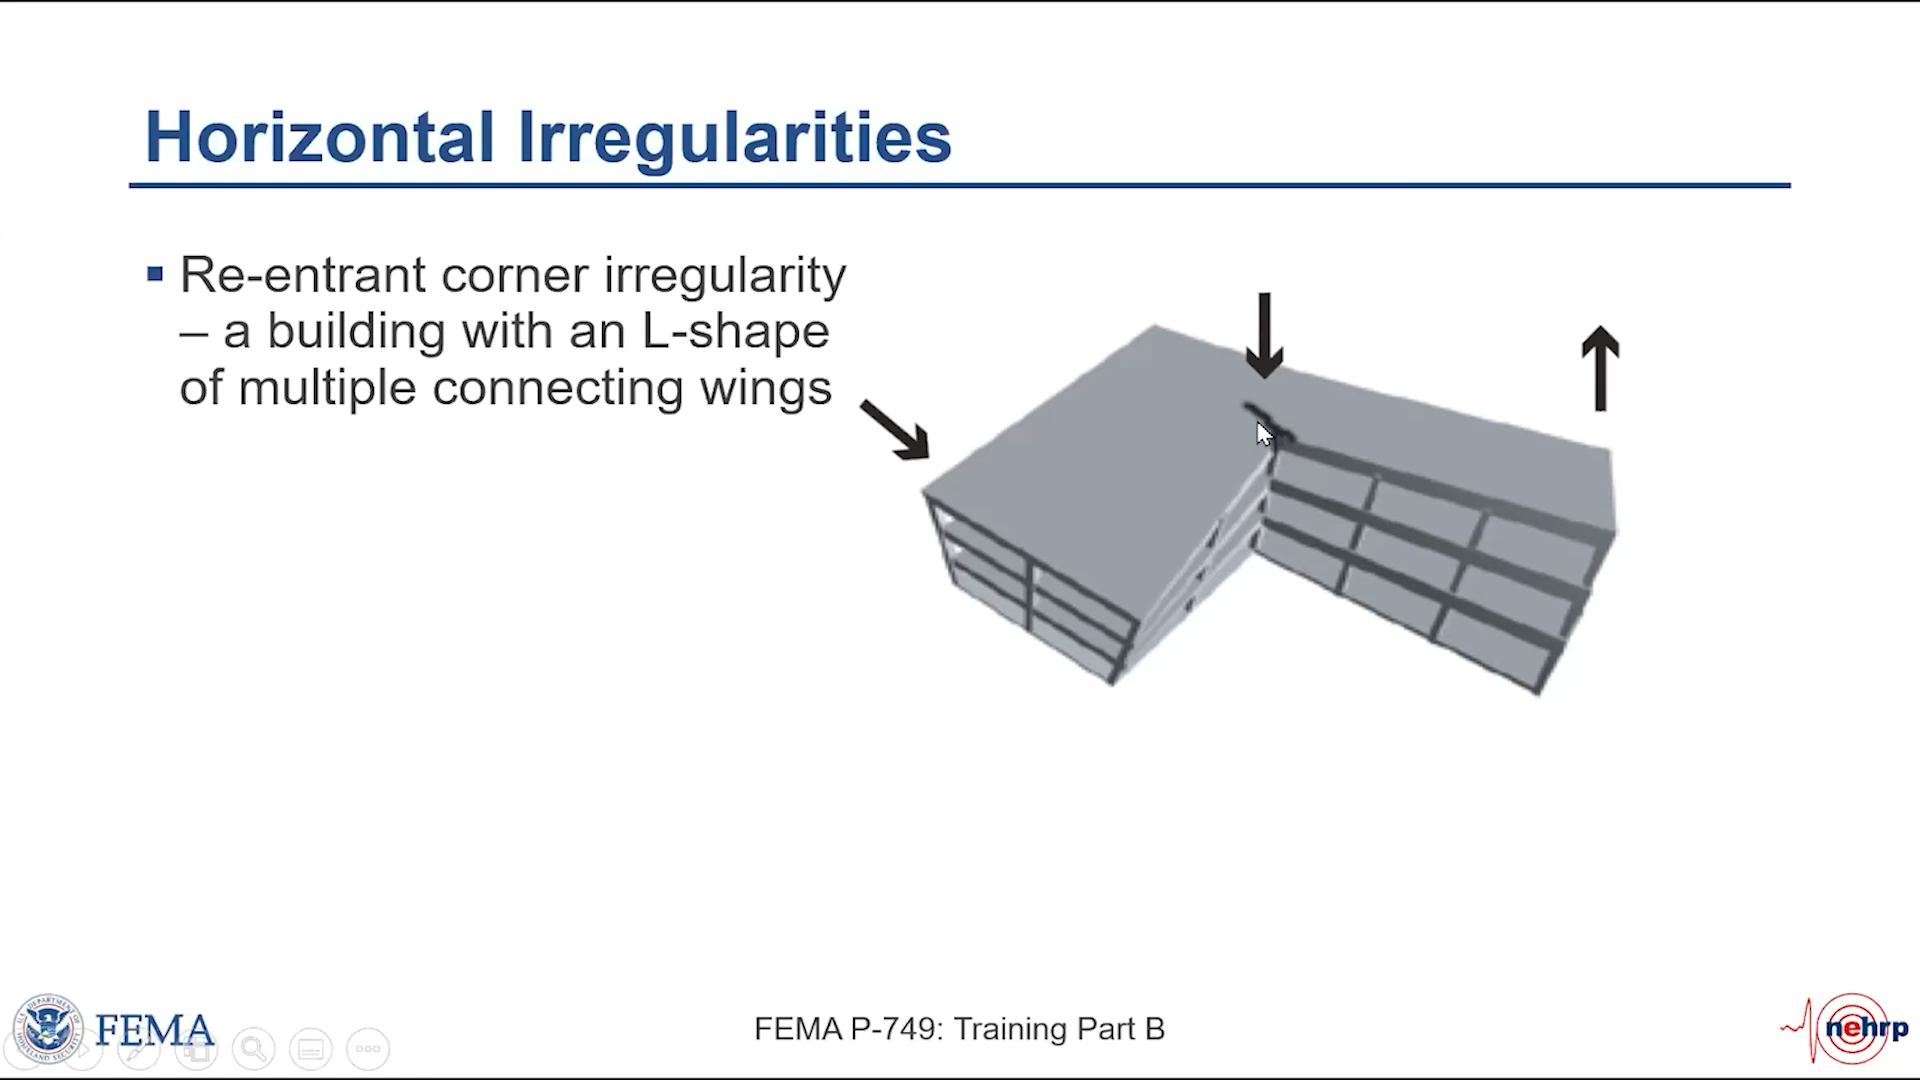 Horizontal Irregularities
▪ Re-entrant corner irregularity
– a building with an L-shape
of multiple connecting wings
FEMA
FEMA P-749: Training Part B
nehrp